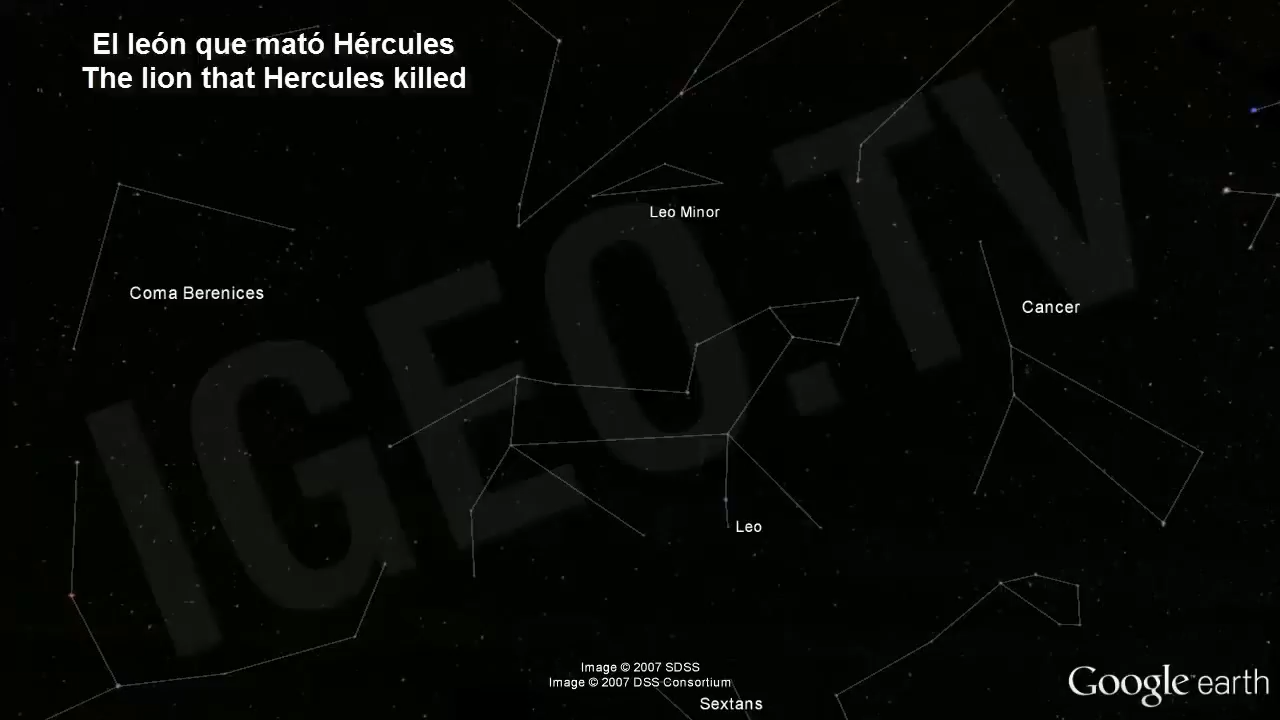 El león que mató Hércules
The lion that Hercules killed
Leo Minor
Coma Berenices
Cancer
IGEO.TV
Leo
Image © 2007 SDSS
Image © 2007 DSS Consortium
Google™ earth
Sextans